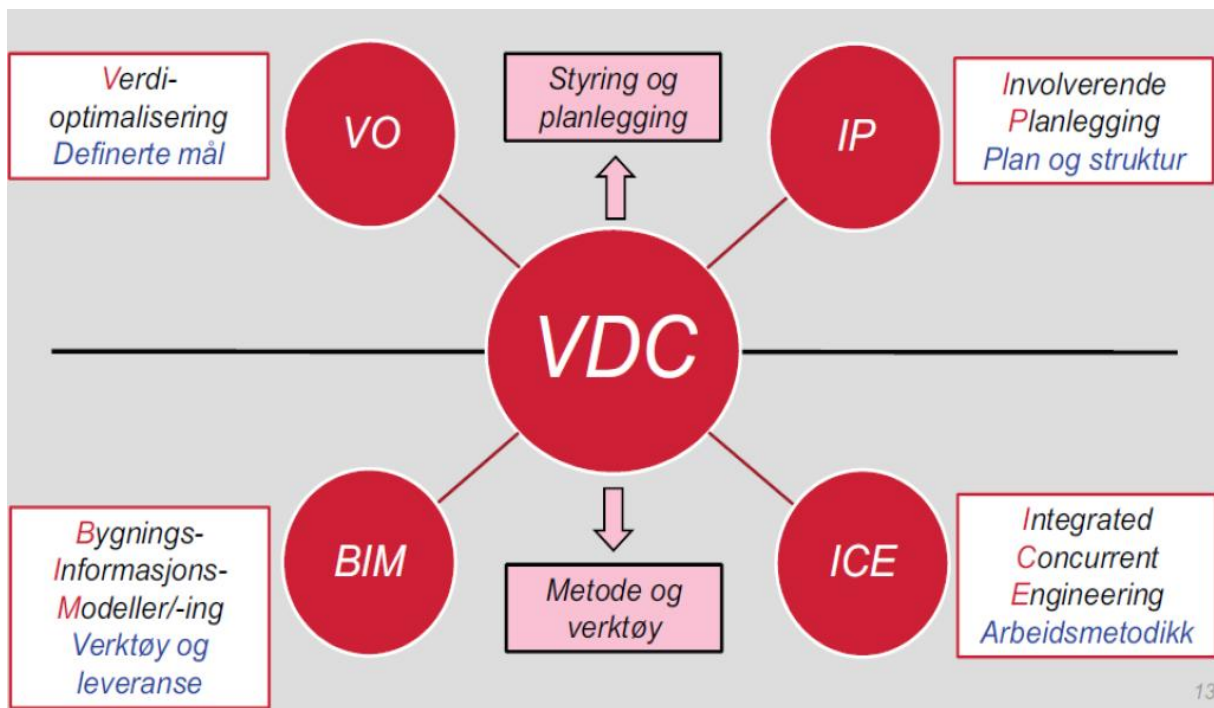 Verdi-
optimalisering
Definerte mål
VO
Styring og
planlegging
IP
Involverende
Planlegging
Plan og struktur
VDC
Bygnings-
Informasjons-
Modeller/-ing
Verktøy og
leveranse
BIM
Metode og
verktøy
ICE
Integrated
Concurrent
Engineering
Arbeidsmetodikk
13